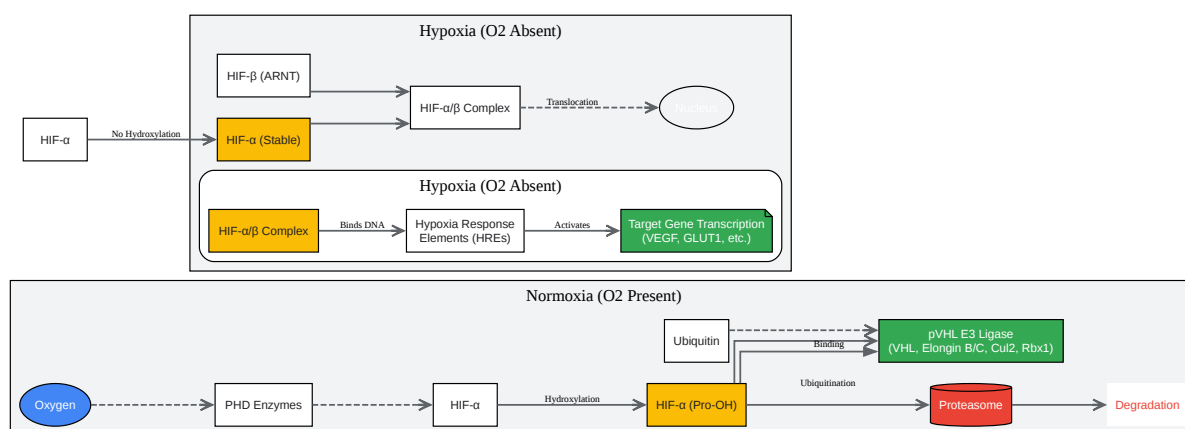 Hypoxia (O2 Absent)
HIF-β (ARNT)
HIF-α/β Complex
Translocation
Nucleus
HIF-α
No Hydroxylation
HIF-α (Stable)
Hypoxia (O2 Absent)
HIF-α/β Complex
Binds DNA
Hypoxia Response
Elements (HREs)
Activates
Target Gene Transcription
(VEGF, GLUT1, etc.)
Normoxia (O2 Present)
Ubiquitin
pVHL E3 Ligase
(VHL, Elongin B/C, Cul2, Rbx1)
Binding
Oxygen
PHD Enzymes
HIF-α
Hydroxylation
HIF-α (Pro-OH)
Ubiquitination
Proteasome
Degradation